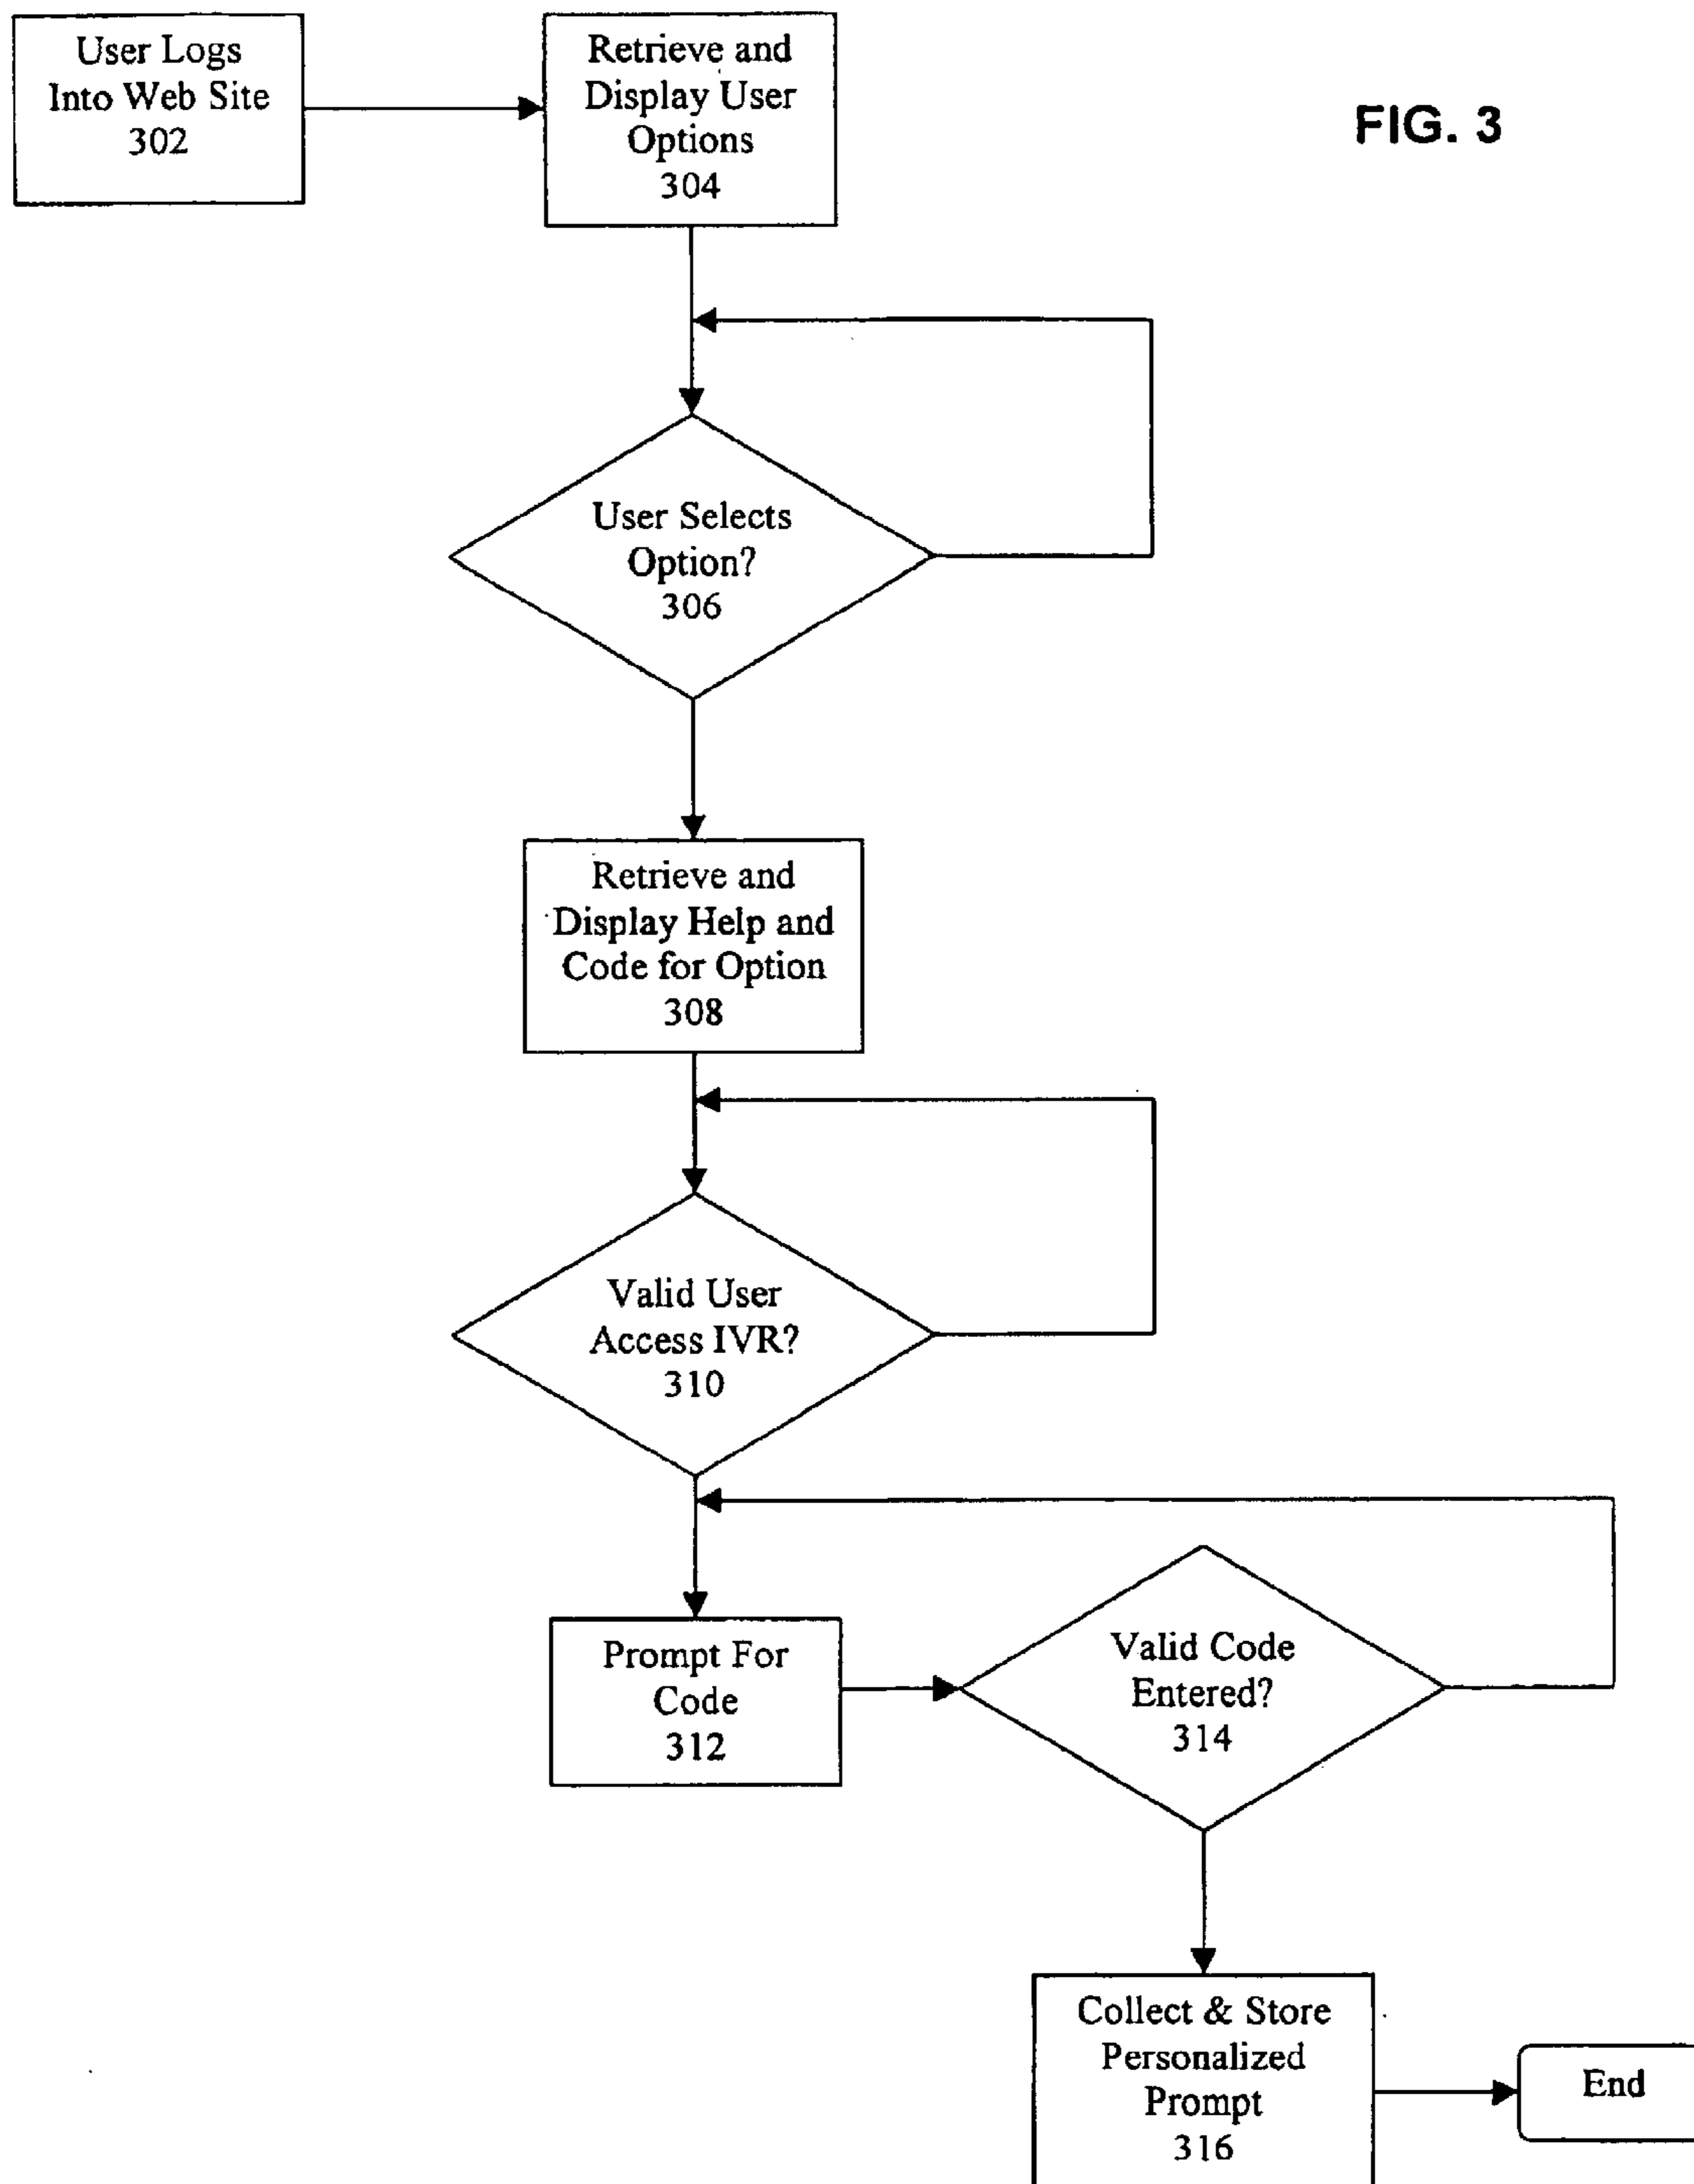 User Logs
Into Web Site
302
Retrieve and
Display User
Options
304
FIG. 3
User Selects
Option?
306
Retrieve and
Display Help and
Code for Option
308
Valid User
Access IVR?
310
Prompt For
Code
312
Valid Code
Entered?
314
Collect & Store
Personalized
Prompt
316
End